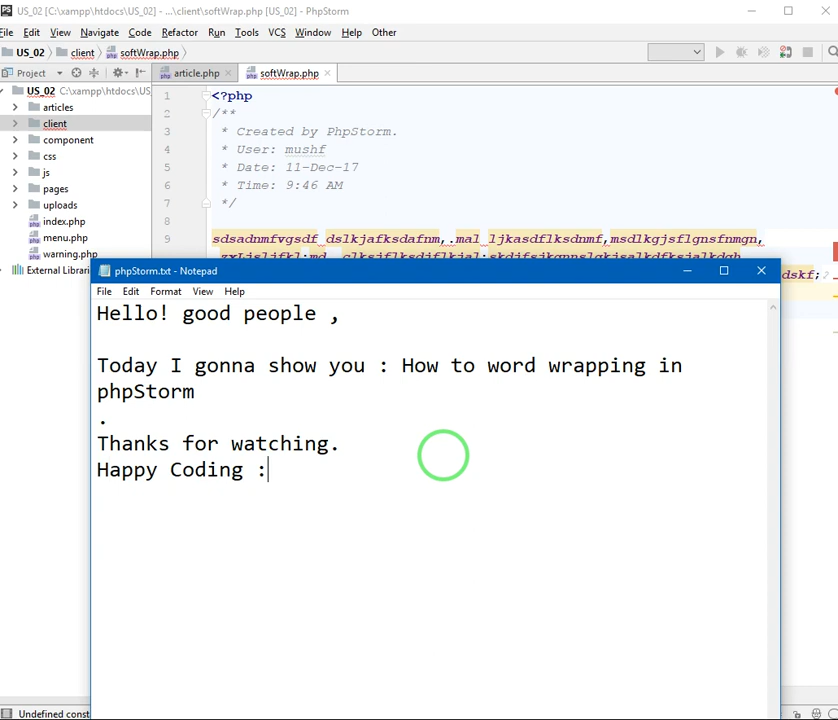 PS US_02 [C:\xampp\htdocs\US_02] - ...\client\softWrap.php [US_02] - PhpStorm
File Edit View Navigate Code Refactor Run Tools VCS Window Help Other
US_02 client softWrap.php
Project article.php softWrap.php
US_02 C:\xampp\htdocs\US
articles
client
component
css
js
pages
uploads
index.php
menu.php
warning.php
External Librari
1 <?php
2 /**
3 * Created by PhpStorm.
4 * User: mushf
5 * Date: 11-Dec-17
6 * Time: 9:46 AM
7 */
8
9 sdsadnmfvgsdf dslkjafksdafnm,.mal ljkasdflksdnmf,msdlkgjsflgnsfnmgn,
dskf;
phpStorm.txt - Notepad
File Edit Format View Help
Hello! good people ,
Today I gonna show you : How to word wrapping in
phpStorm
.
Thanks for watching.
Happy Coding :
Undefined const